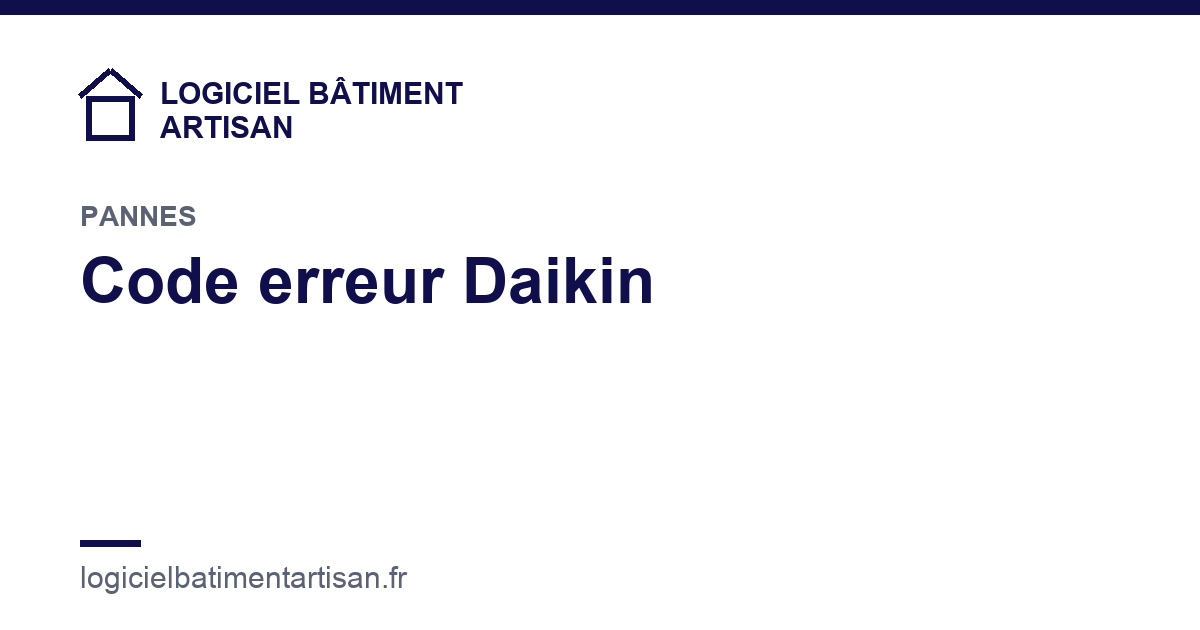 LOGICIEL BÂTIMENT
ARTISAN
PANNES
Code erreur Daikin
logicielbatimentartisan.fr